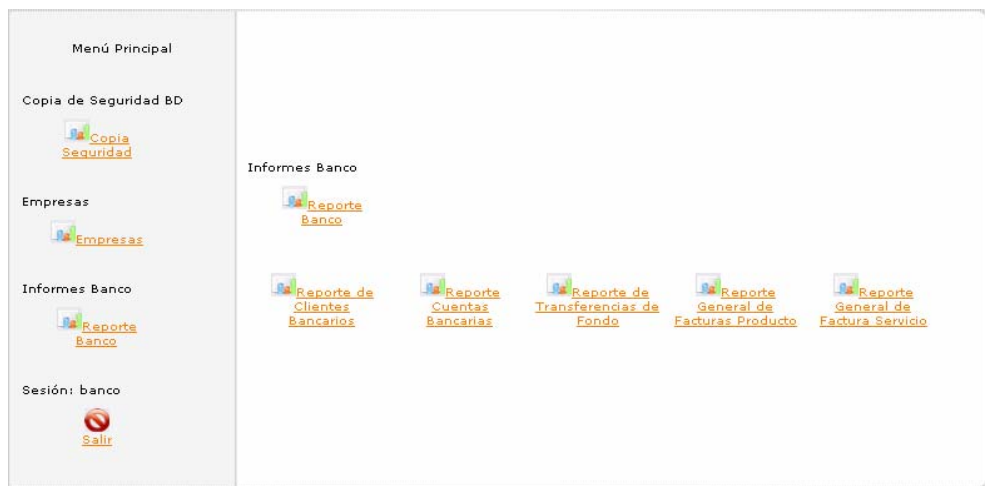 Menú Principal
Copia de Seguridad BD
Copia
Seguridad
Empresas
Empresas
Informes Banco
Reporte
Banco
Sesión: banco
Salir
Informes Banco
Reporte
Banco
Reporte de
Clientes
Bancarios
Reporte
Cuentas
Bancarias
Reporte de
Transferencias de
Fondo
Reporte
General de
Facturas Producto
Reporte
General de
Factura Servicio